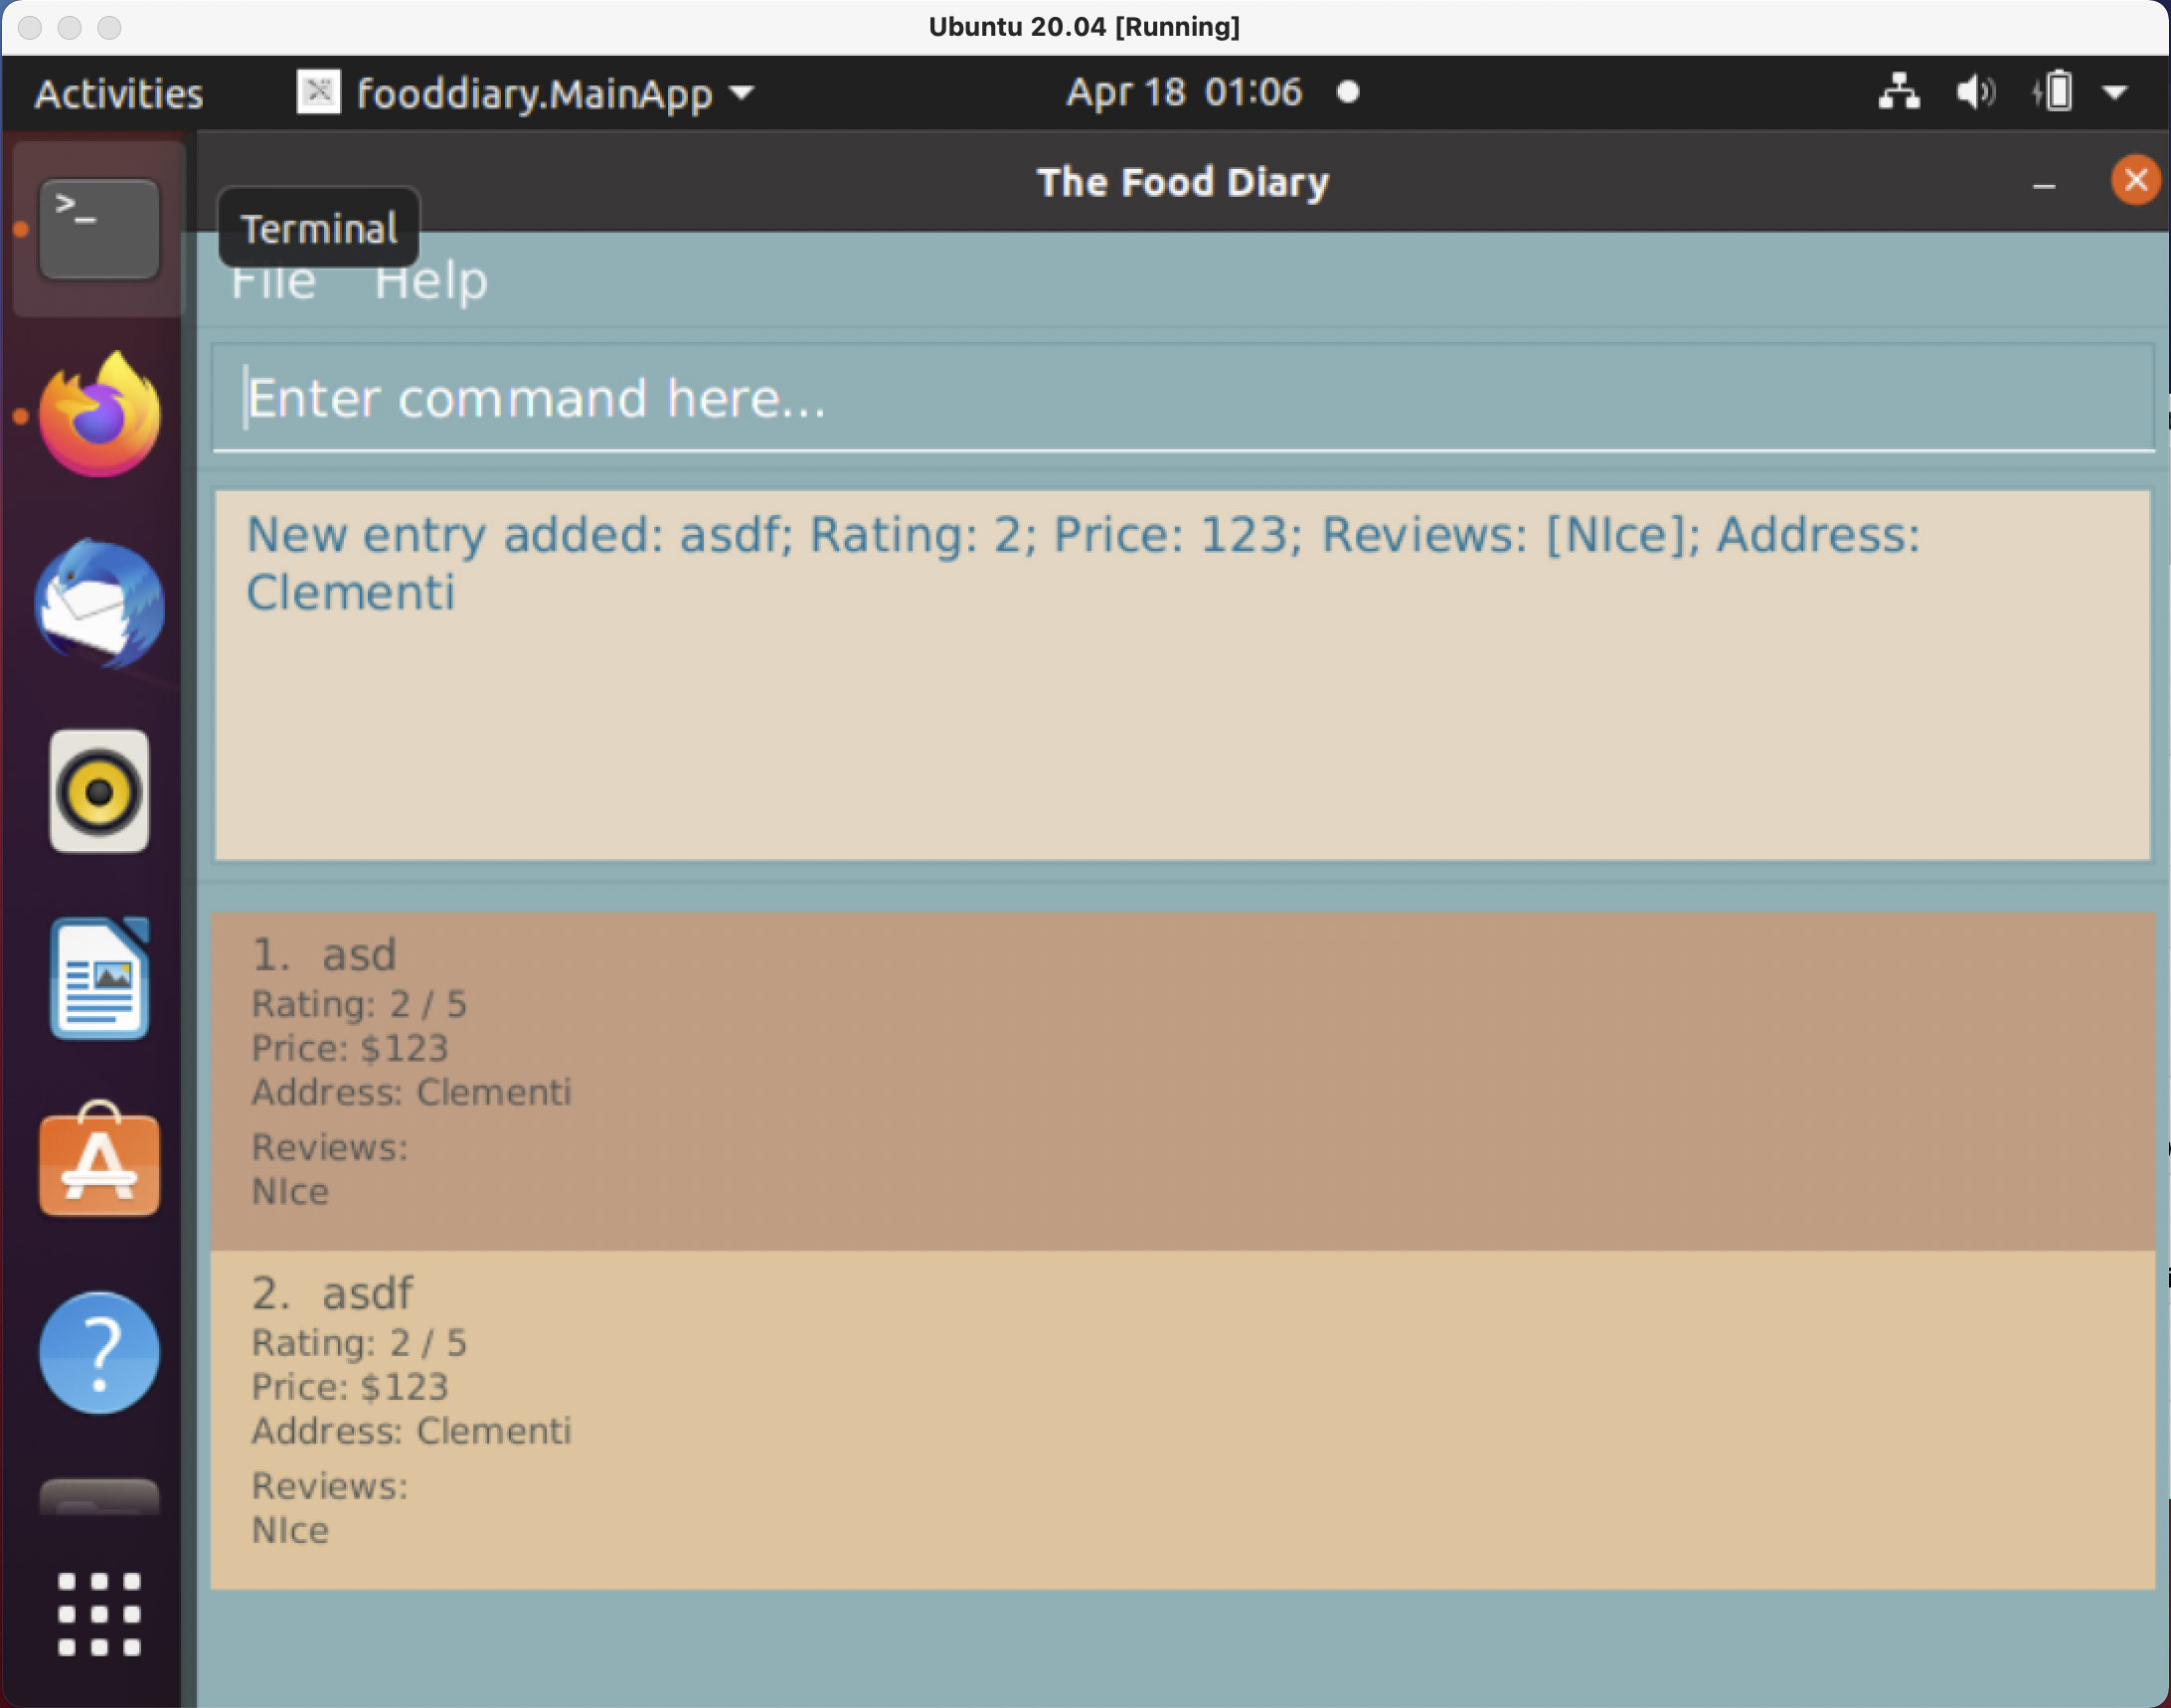 Ubuntu 20.04 [Running]
Activities
fooddiary.MainApp
Apr 18 01:06
The Food Diary
Terminal
File Help
Enter command here...
New entry added: asdf; Rating: 2; Price: 123; Reviews: [NIce]; Address:
Clementi
1. asd
Rating: 2 / 5
Price: $123
Address: Clementi
Reviews:
NIce
2. asdf
Rating: 2 / 5
Price: $123
Address: Clementi
Reviews:
NIce